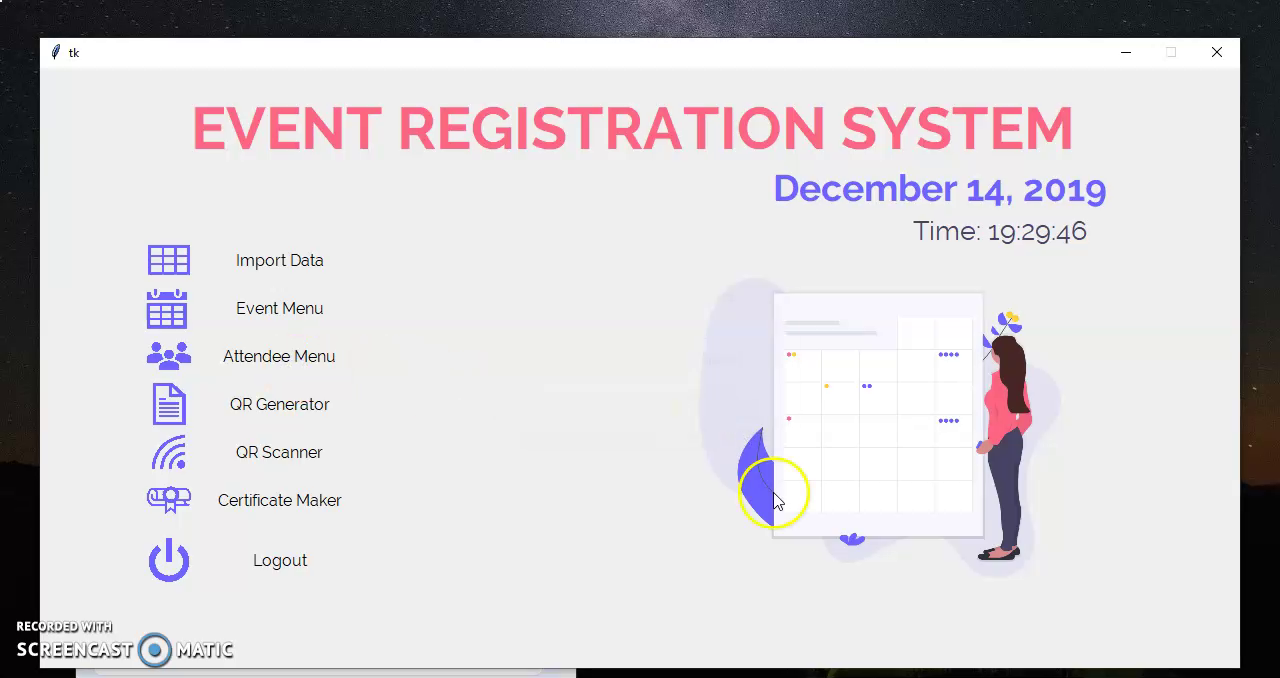 tk
EVENT REGISTRATION SYSTEM
December 14, 2019
Time: 19:29:46
Import Data
Event Menu
Attendee Menu
QR Generator
QR Scanner
Certificate Maker
Logout
RECORDED WITH
SCREENCAST MATIC